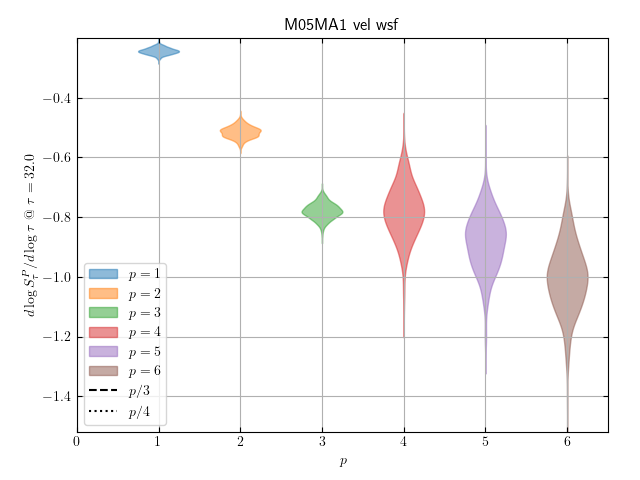 M05MA1 vel wsf
−0.4
−0.6
−0.8
−1.0
−1.2
−1.4
d log S_τ^P / d log τ @ τ = 32.0
p = 1
p = 2
p = 3
p = 4
p = 5
p = 6
p/3
p/4
0 1 2 3 4 5 6
p